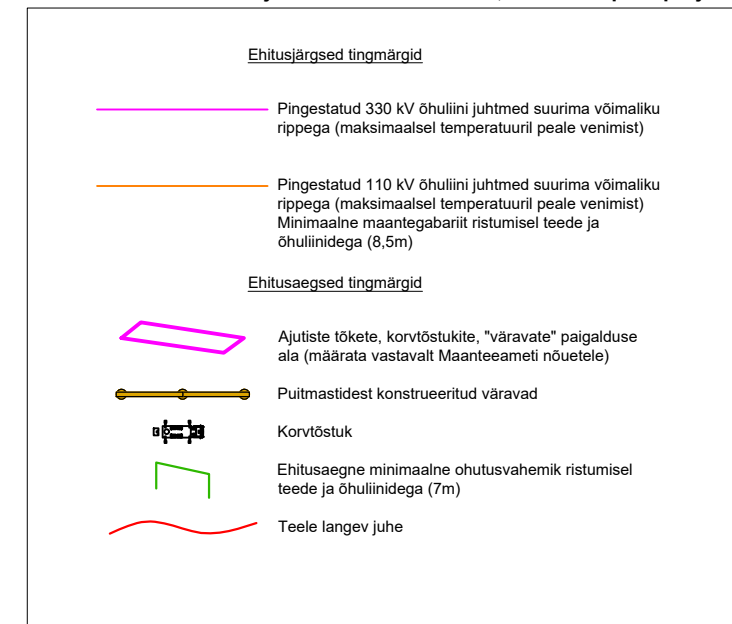 Ehitusjärgsed tingmärgid
Pingestatud 330 kV õhuliini juhtmed suurima võimaliku
rippega (maksimaalsel temperatuuril peale venimist)
Pingestatud 110 kV õhuliini juhtmed suurima võimaliku
rippega (maksimaalsel temperatuuril peale venimist)
Minimaalne maantegabariit ristumisel teede ja
õhuliinidega (8,5m)
Ehitusaegsed tingmärgid
Ajutiste tõkete, korvtõstukite, "väravate" paigalduse
ala (määrata vastavalt Maanteeameti nõuetele)
Puitmastidest konstrueeritud väravad
Korvtõstuk
Ehitusaegne minimaalne ohutusvahemik ristumisel
teede ja õhuliinidega (7m)
Teele langev juhe